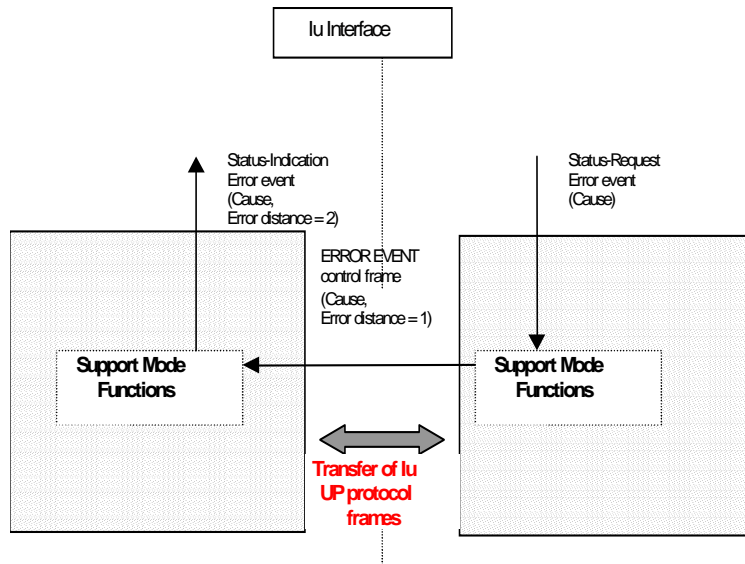 Iu Interface
Status-Indication
Error event
(Cause,
Error distance = 2)
Status-Request
Error event
(Cause)
ERROR EVENT
control frame
(Cause,
Error distance = 1)
Support Mode
Functions
Support Mode
Functions
Transfer of Iu
UP protocol
frames